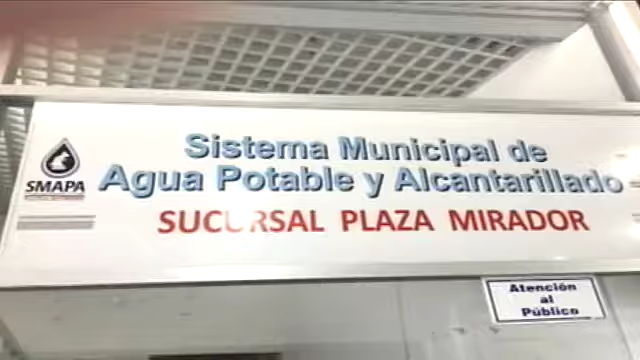 Sistema Municipal de
SMAPA
Agua Potable y Alcantarillado
SUCURSAL PLAZA MIRADOR
Atención
al
Público